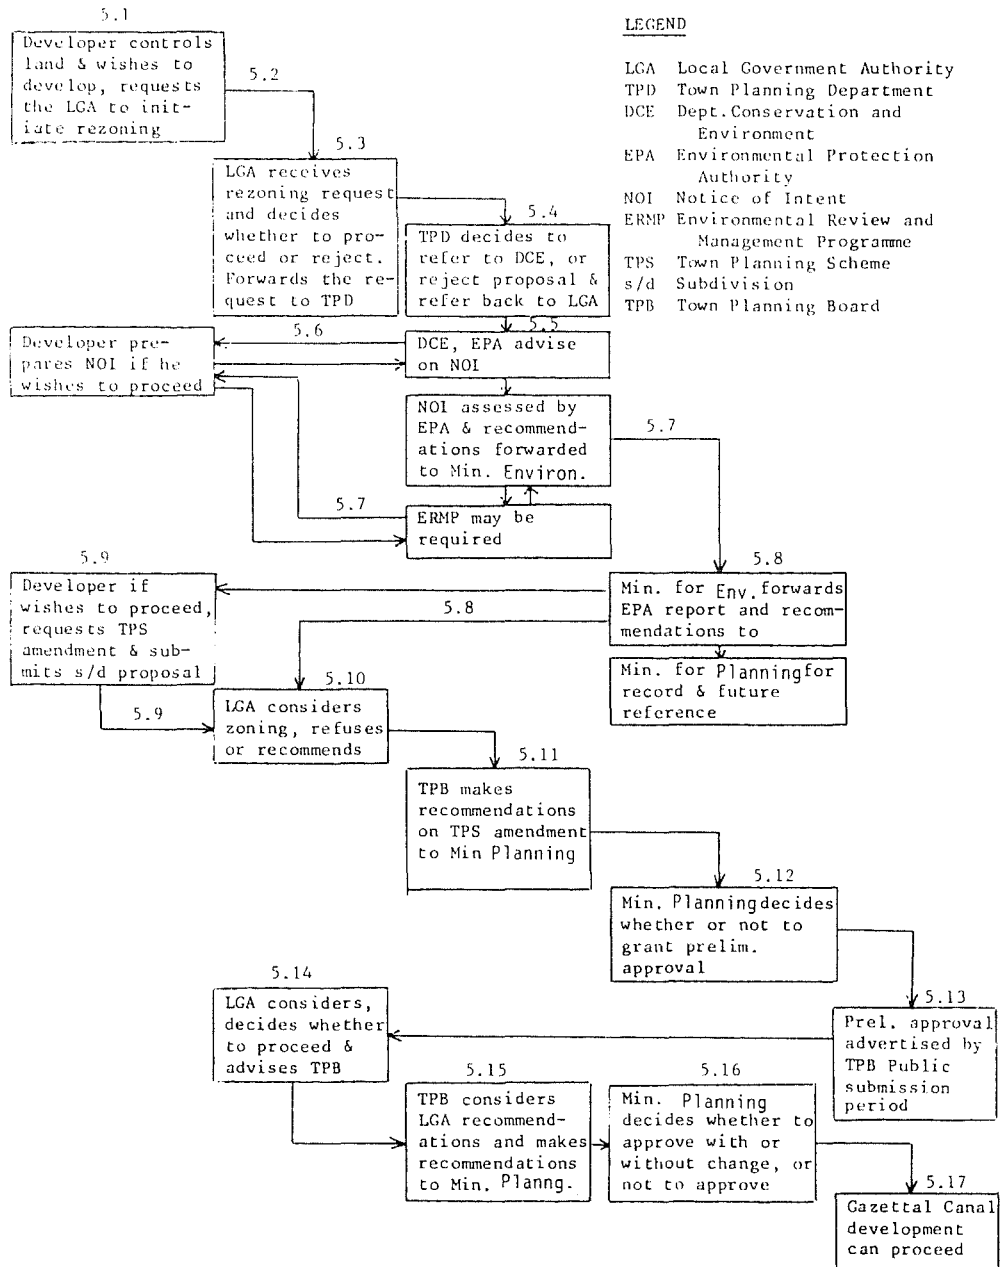 5.1
Developer controls
land & wishes to
develop, requests
the LGA to init-
iate rezoning
5.2
LEGEND
LGA Local Government Authority
TPD Town Planning Department
DCE Dept.Conservation and
Environment
EPA Environmental Protection
Authority
NOI Notice of Intent
ERMP Environmental Review and
Management Programme
TPS Town Planning Scheme
s/d Subdivision
TPB Town Planning Board
5.3
LGA receives
rezoning request
and decides
whether to pro-
ceed or reject.
Forwards the re-
quest to TPD
5.4
TPD decides to
refer to DCE, or
reject proposal &
refer back to LGA
5.5
5.6
Developer pre-
pares NOI if he
wishes to proceed
DCE, EPA advise
on NOI
NOI assessed by
EPA & recommend-
ations forwarded
to Min. Environ.
5.7
5.7
ERMP may be
required
5.8
Min. for Env. forwards
EPA report and recom-
mendations to
Min. for Planning for
record & future
reference
5.9
Developer if
wishes to proceed,
requests TPS
amendment & sub-
mits s/d proposal
5.8
5.9
5.10
LGA considers
zoning, refuses
or recommends
5.11
TPB makes
recommendations
on TPS amendment
to Min Planning
5.12
Min. Planning decides
whether or not to
grant prelim.
approval
5.13
Prel. approval
advertised by
TPB Public
submission
period
5.14
LGA considers,
decides whether
to proceed &
advises TPB
5.15
TPB considers
LGA recommend-
ations and makes
recommendations
to Min. Planng.
5.16
Min. Planning
decides whether to
approve with or
without change, or
not to approve
5.17
Gazettal Canal
development
can proceed